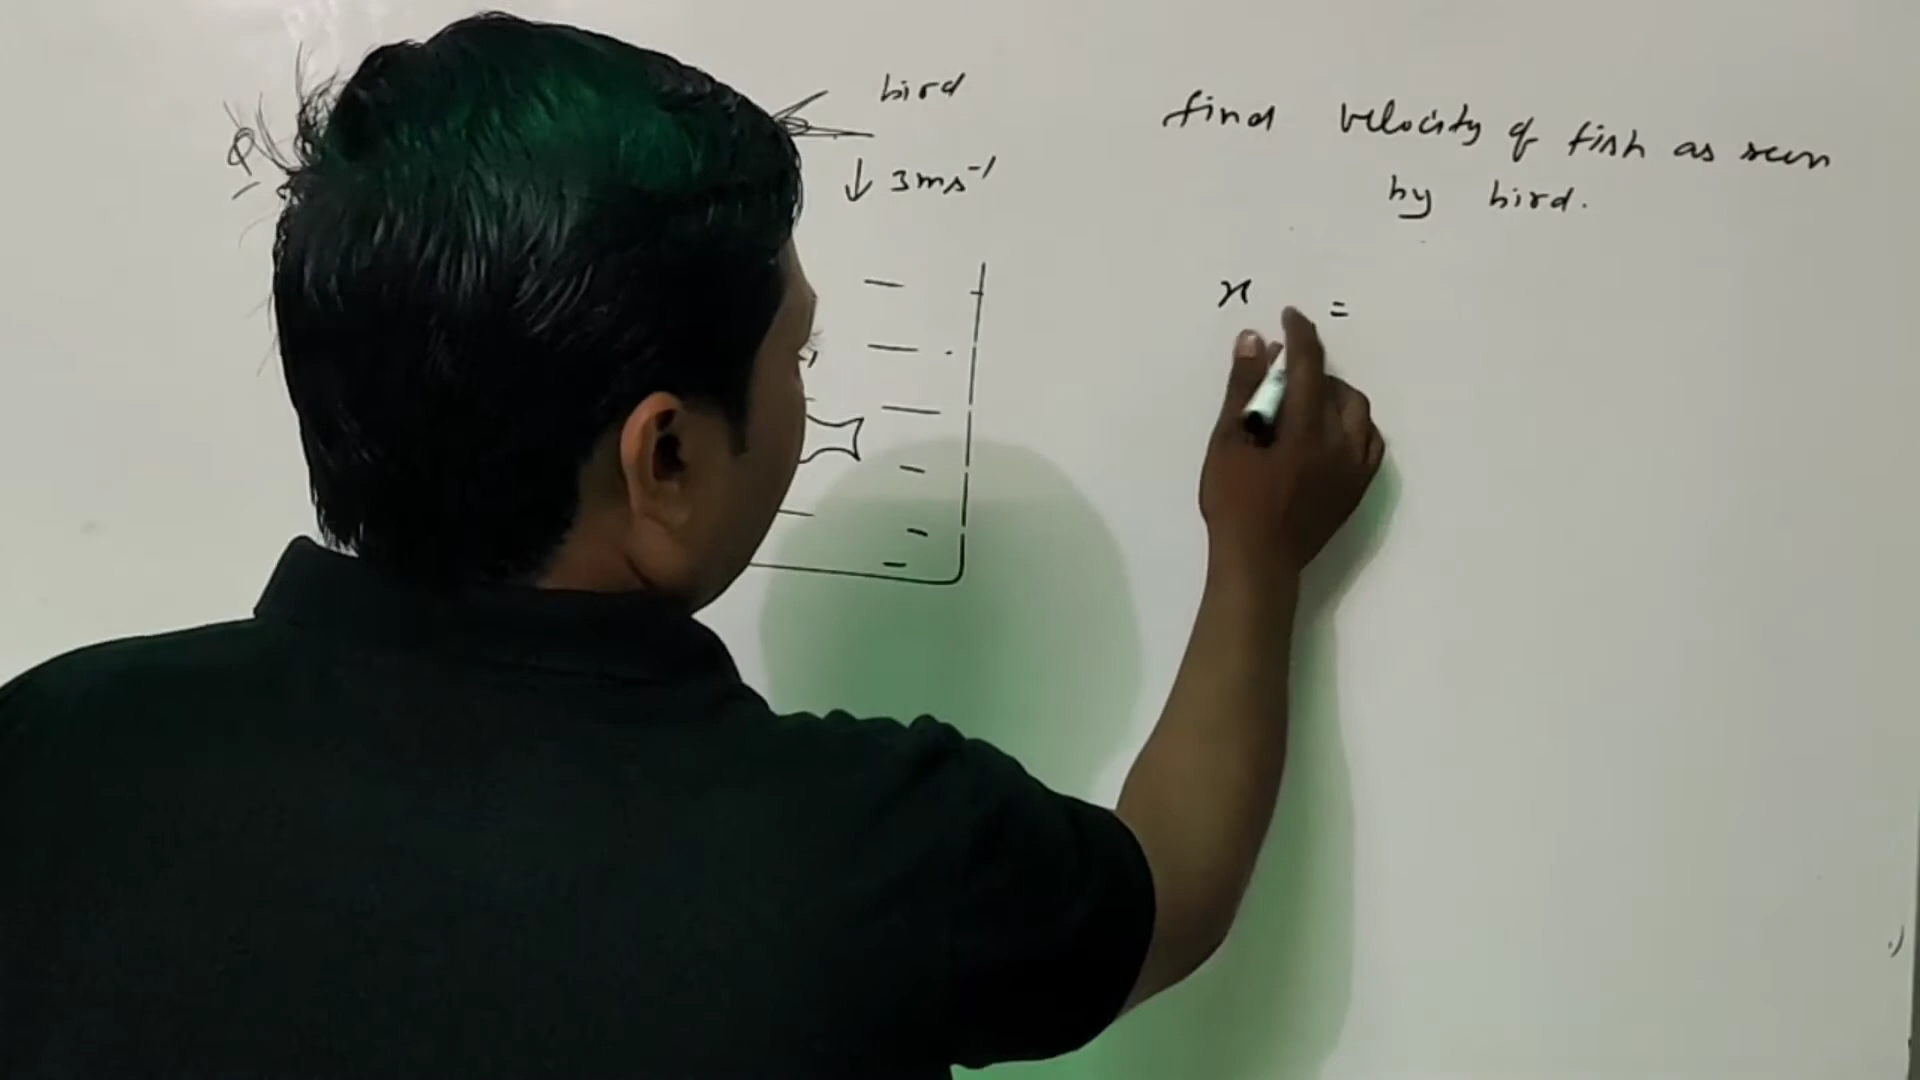 Q
bird
↓ 3ms⁻¹
find velocity of fish as seen
by bird.
x =